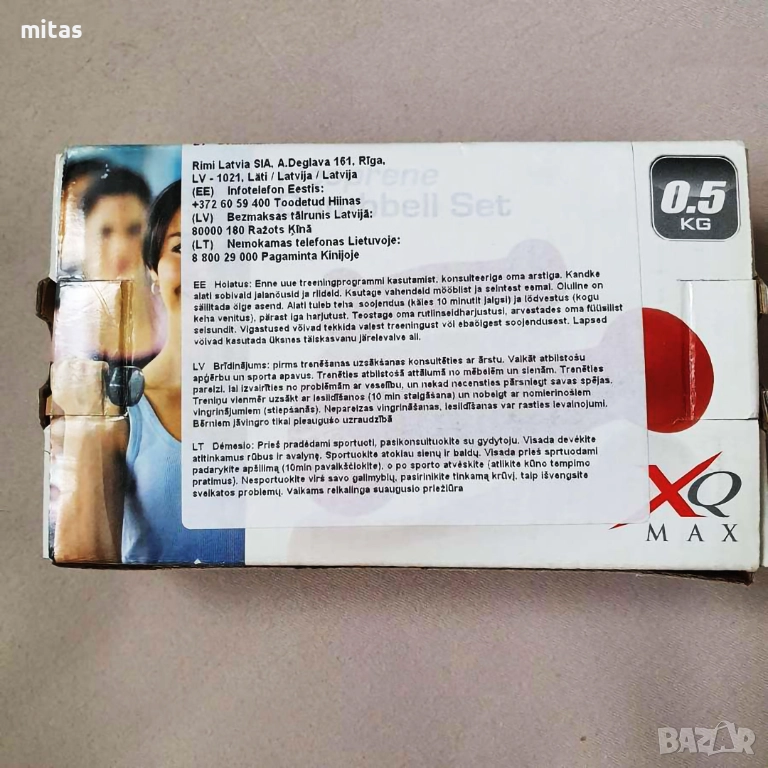 mitas
Rimi Latvia SIA, A.Deglava 161, Rīga,
LV - 1021, Läti / Latvija / Latvija
(EE) Infotelefon Eestis:
+372 60 59 400 Toodetud Hiinas
(LV) Bezmaksas tālrunis Latvijā:
80000 180 Ražots Ķīnā
(LT) Nemokamas telefonas Lietuvoje:
8 800 29 000 Pagaminta Kinijoje
prene
bbell Set
0.5
KG
EE Hoiatus: Enne uue treeningprogrammi kasutamist, konsulteerige oma arstiga. Kandke
alati sobivaid jalanõusid ja riideid. Ksutage vahendeid mööblist ja seintest eemal. Oluline on
säilitada õige asend. Alati tuleb teha soojendus (käies 10 minutit jalgsi) ja lõdvestus (kogu
keha venitus), pärast iga harjutust. Teostage oma rutiinseidharjustusi, arvestades oma füüsilist
seisundit. Vigastused võivad tekkida valest treeningust või ebaõigest soojendusest. Lapsed
võivad kasutada üksnes täiskasvanu järelevalve all.
LV Brīdinājums: pirms trenēšanas uzsākšanas konsultēties ar ārstu. Valkāt atbilstošu
apģērbu un sporta apavus. Trenēties atbilstošā attālumā no mēbelēm un sienām. Trenēties
pareizi, lai izvairīties no problēmām ar veselību, un nekad necensties pārsniegt savas spējas.
Treniņu vienmēr uzsākt ar iesildīšanos (10 min staigāšana) un nobeigt ar nomierinošiem
vingrinājumiem (stiepšanās). Nepareizas vingrināšanas, iesildīšanas var rasties ievainojumi.
Bērniem jāvingro tikai pieaugušo uzraudzībā
LT Dėmesio: Prieš pradėdami sportuoti, pasikonsultuokite su gydytoju. Visada devėkite
atitinkamus rūbus ir avalynę. Sportuokite atokiau sienų ir baldų. Visada prieš sprtuodami
padarykite apšilimą (10min pavaikščiokite), o po sporto atvėskite (atlikite kūno tempimo
pratimus). Nesportuokite virš savo galimybių, pasirinkite tinkamą krūvį, taip išvengsite
sveikatos problemų. Vaikams reikalinga suaugusio priežiūra
XQ
MAX
BAZAR